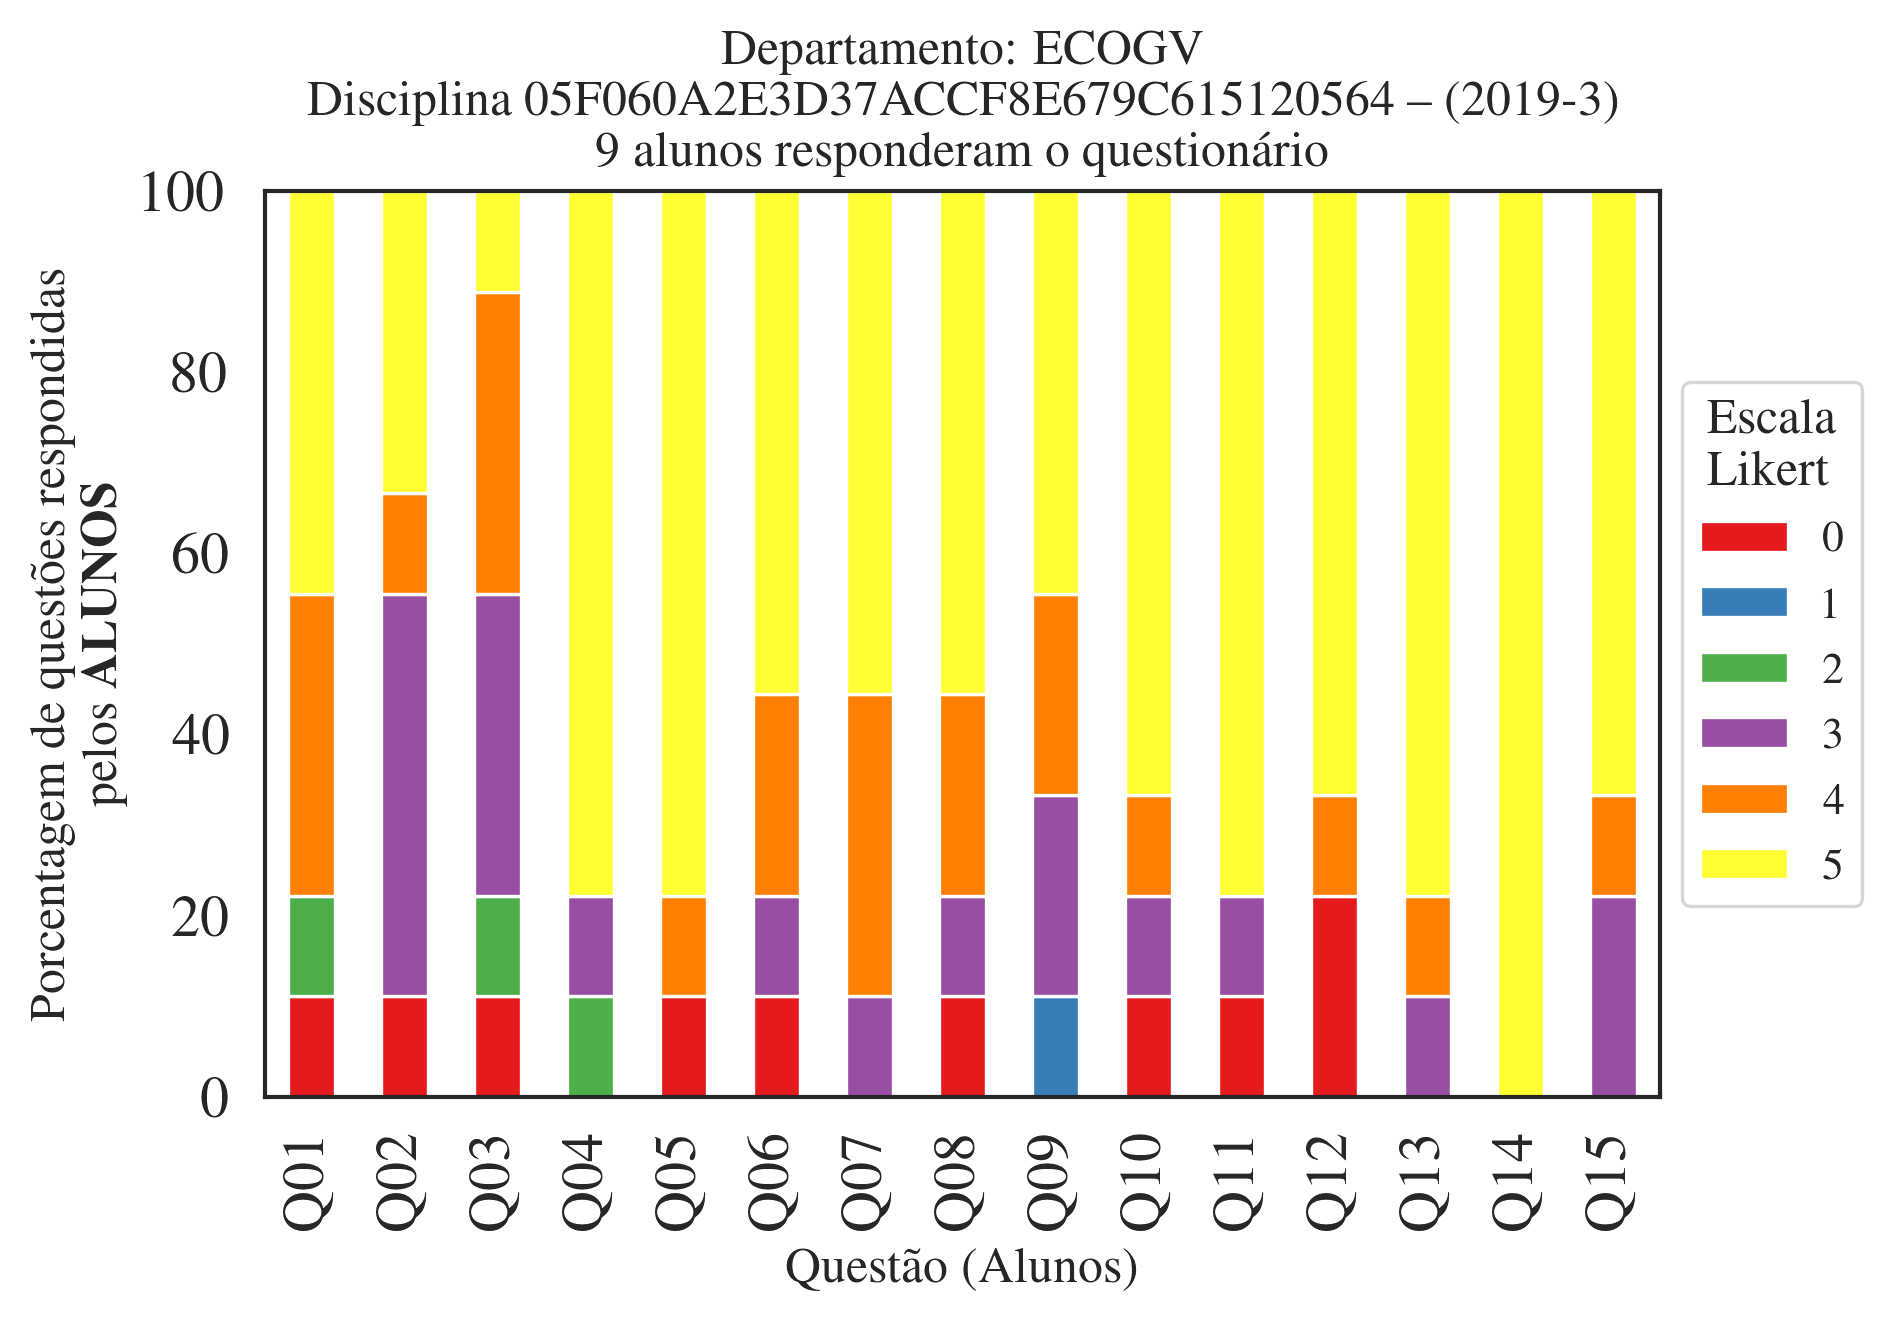 Departamento: ECOGV
Disciplina 05F060A2E3D37ACCF8E679C615120564 – (2019-3)
9 alunos responderam o questionário
Porcentagem de questões respondidas
pelos ALUNOS
100
80
60
40
20
0
Q01
Q02
Q03
Q04
Q05
Q06
Q07
Q08
Q09
Q10
Q11
Q12
Q13
Q14
Q15
Questão (Alunos)
Escala
Likert
0
1
2
3
4
5